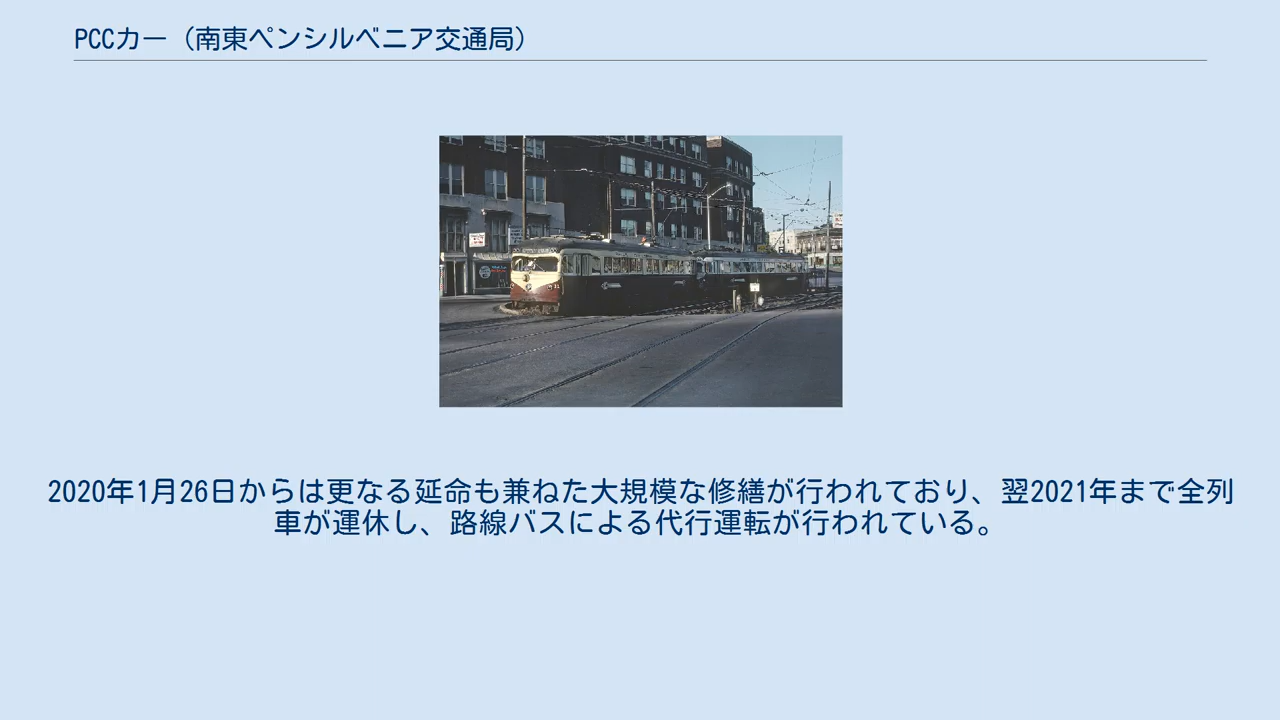 PCCカー（南東ペンシルベニア交通局）
2020年1月26日からは更なる延命も兼ねた大規模な修繕が行われており、翌2021年まで全列
車が運休し、路線バスによる代行運転が行われている。